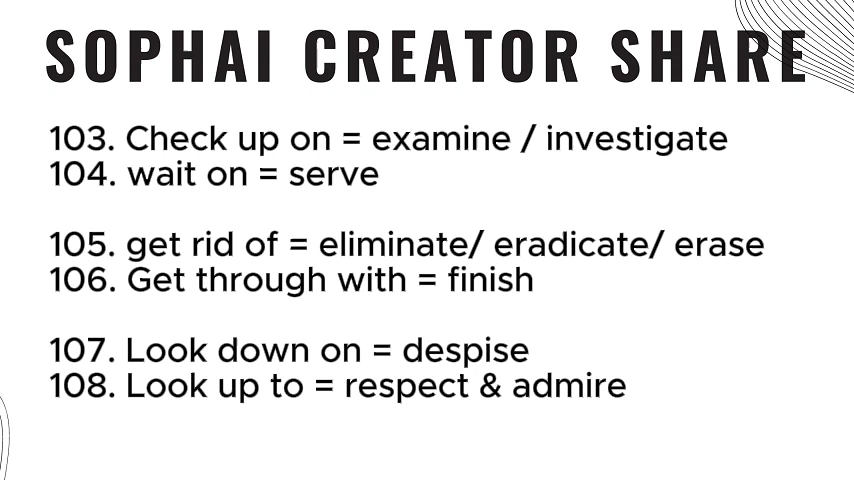 SOPHAI CREATOR SHARE
103. Check up on = examine / investigate
104. wait on = serve
105. get rid of = eliminate/ eradicate/ erase
106. Get through with = finish
107. Look down on = despise
108. Look up to = respect & admire